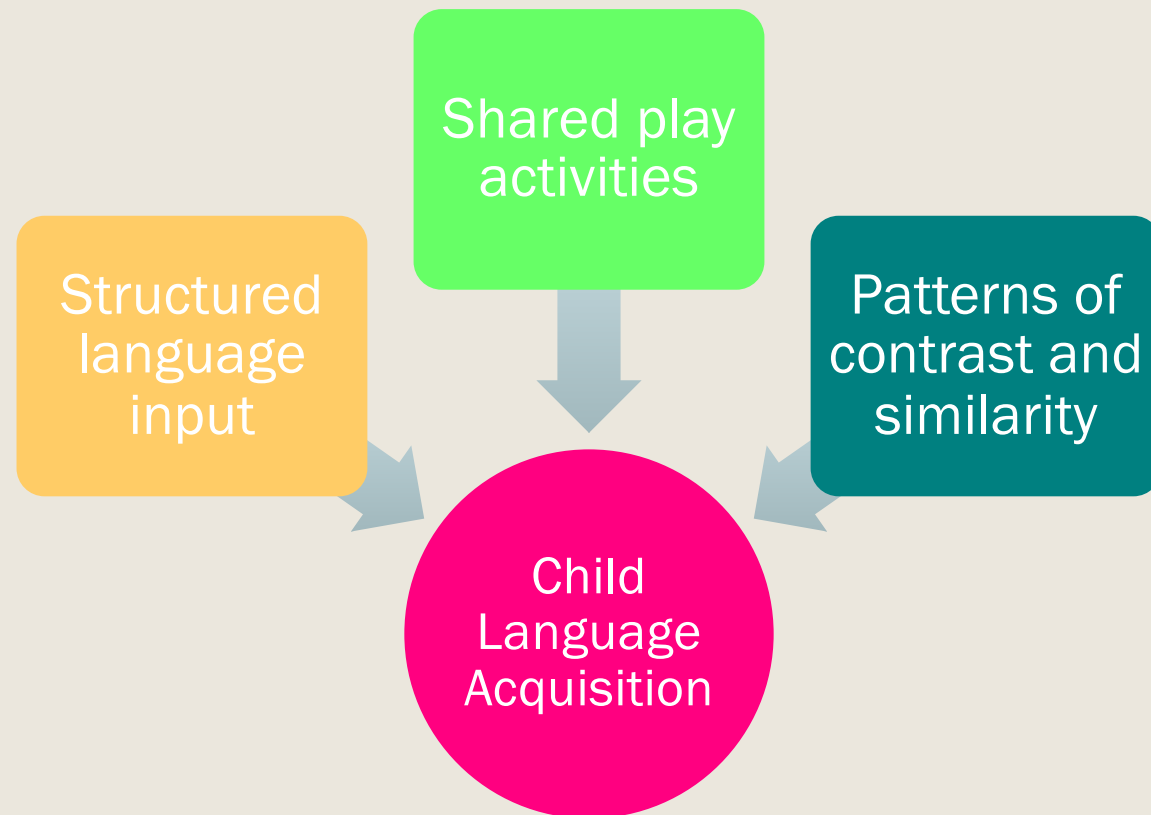 Shared play
activities
Structured
language
input
Patterns of
contrast and
similarity
Child
Language
Acquisition